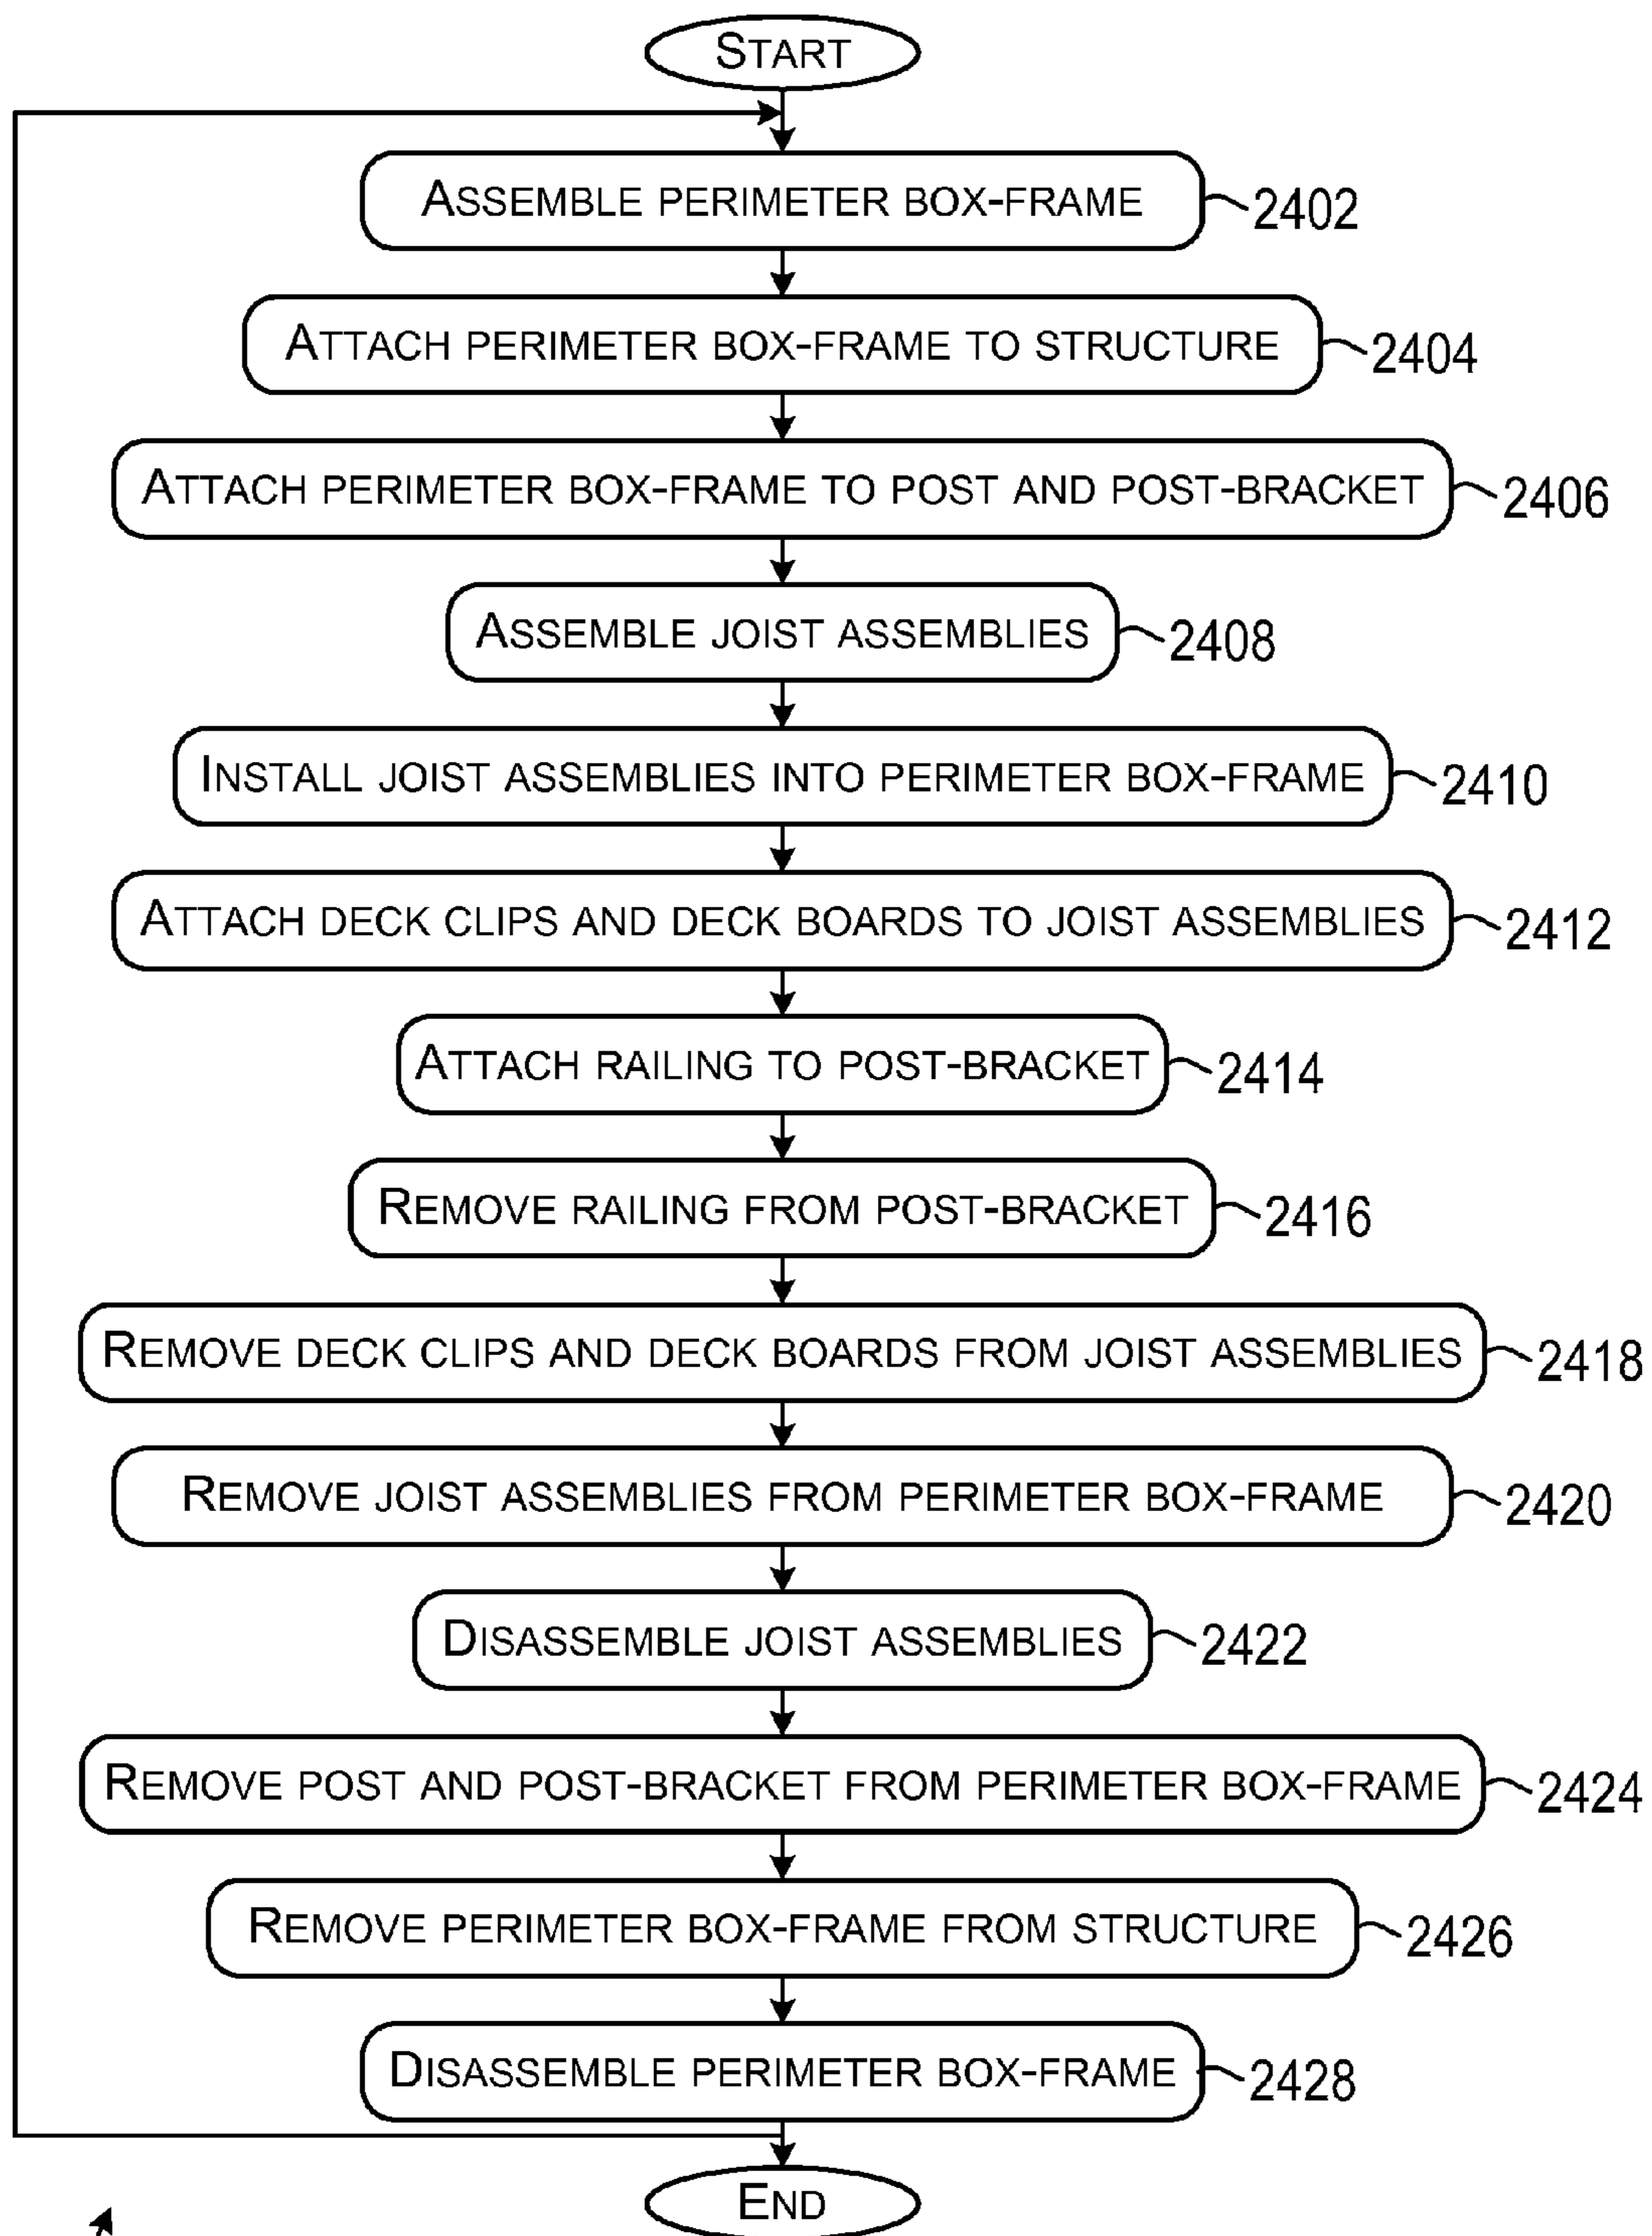 START
ASSEMBLE PERIMETER BOX-FRAME 2402
ATTACH PERIMETER BOX-FRAME TO STRUCTURE 2404
ATTACH PERIMETER BOX-FRAME TO POST AND POST-BRACKET 2406
ASSEMBLE JOIST ASSEMBLIES 2408
INSTALL JOIST ASSEMBLIES INTO PERIMETER BOX-FRAME 2410
ATTACH DECK CLIPS AND DECK BOARDS TO JOIST ASSEMBLIES 2412
ATTACH RAILING TO POST-BRACKET 2414
REMOVE RAILING FROM POST-BRACKET 2416
REMOVE DECK CLIPS AND DECK BOARDS FROM JOIST ASSEMBLIES 2418
REMOVE JOIST ASSEMBLIES FROM PERIMETER BOX-FRAME 2420
DISASSEMBLE JOIST ASSEMBLIES 2422
REMOVE POST AND POST-BRACKET FROM PERIMETER BOX-FRAME 2424
REMOVE PERIMETER BOX-FRAME FROM STRUCTURE 2426
DISASSEMBLE PERIMETER BOX-FRAME 2428
END